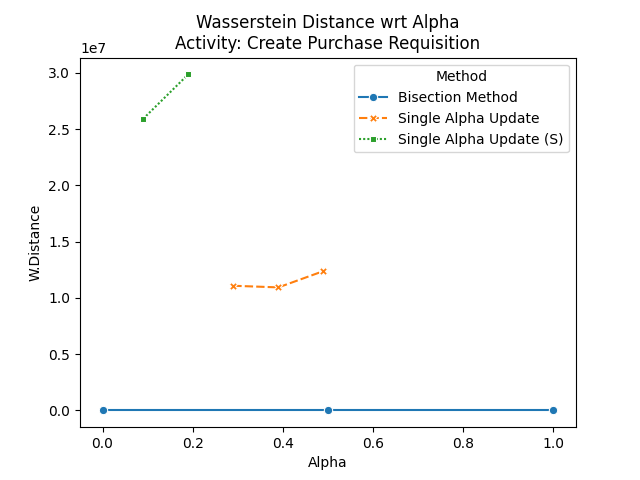 Wasserstein Distance wrt Alpha
Activity: Create Purchase Requisition
1e7
Method
Bisection Method
Single Alpha Update
Single Alpha Update (S)
3.0
2.5
2.0
1.5
1.0
0.5
0.0
W.Distance
0.0 0.2 0.4 0.6 0.8 1.0
Alpha